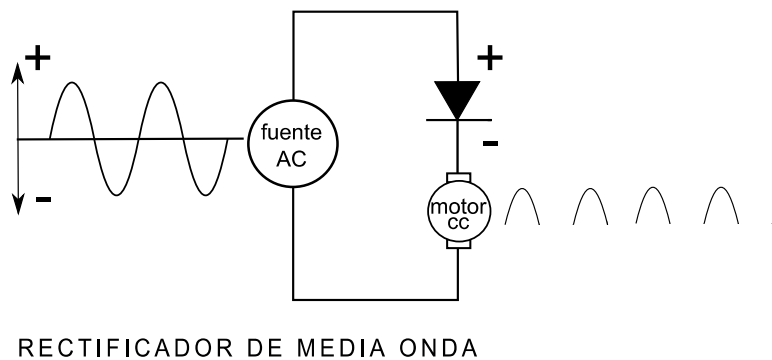 +
-
fuente
AC
+
-
motor
cc
RECTIFICADOR DE MEDIA ONDA